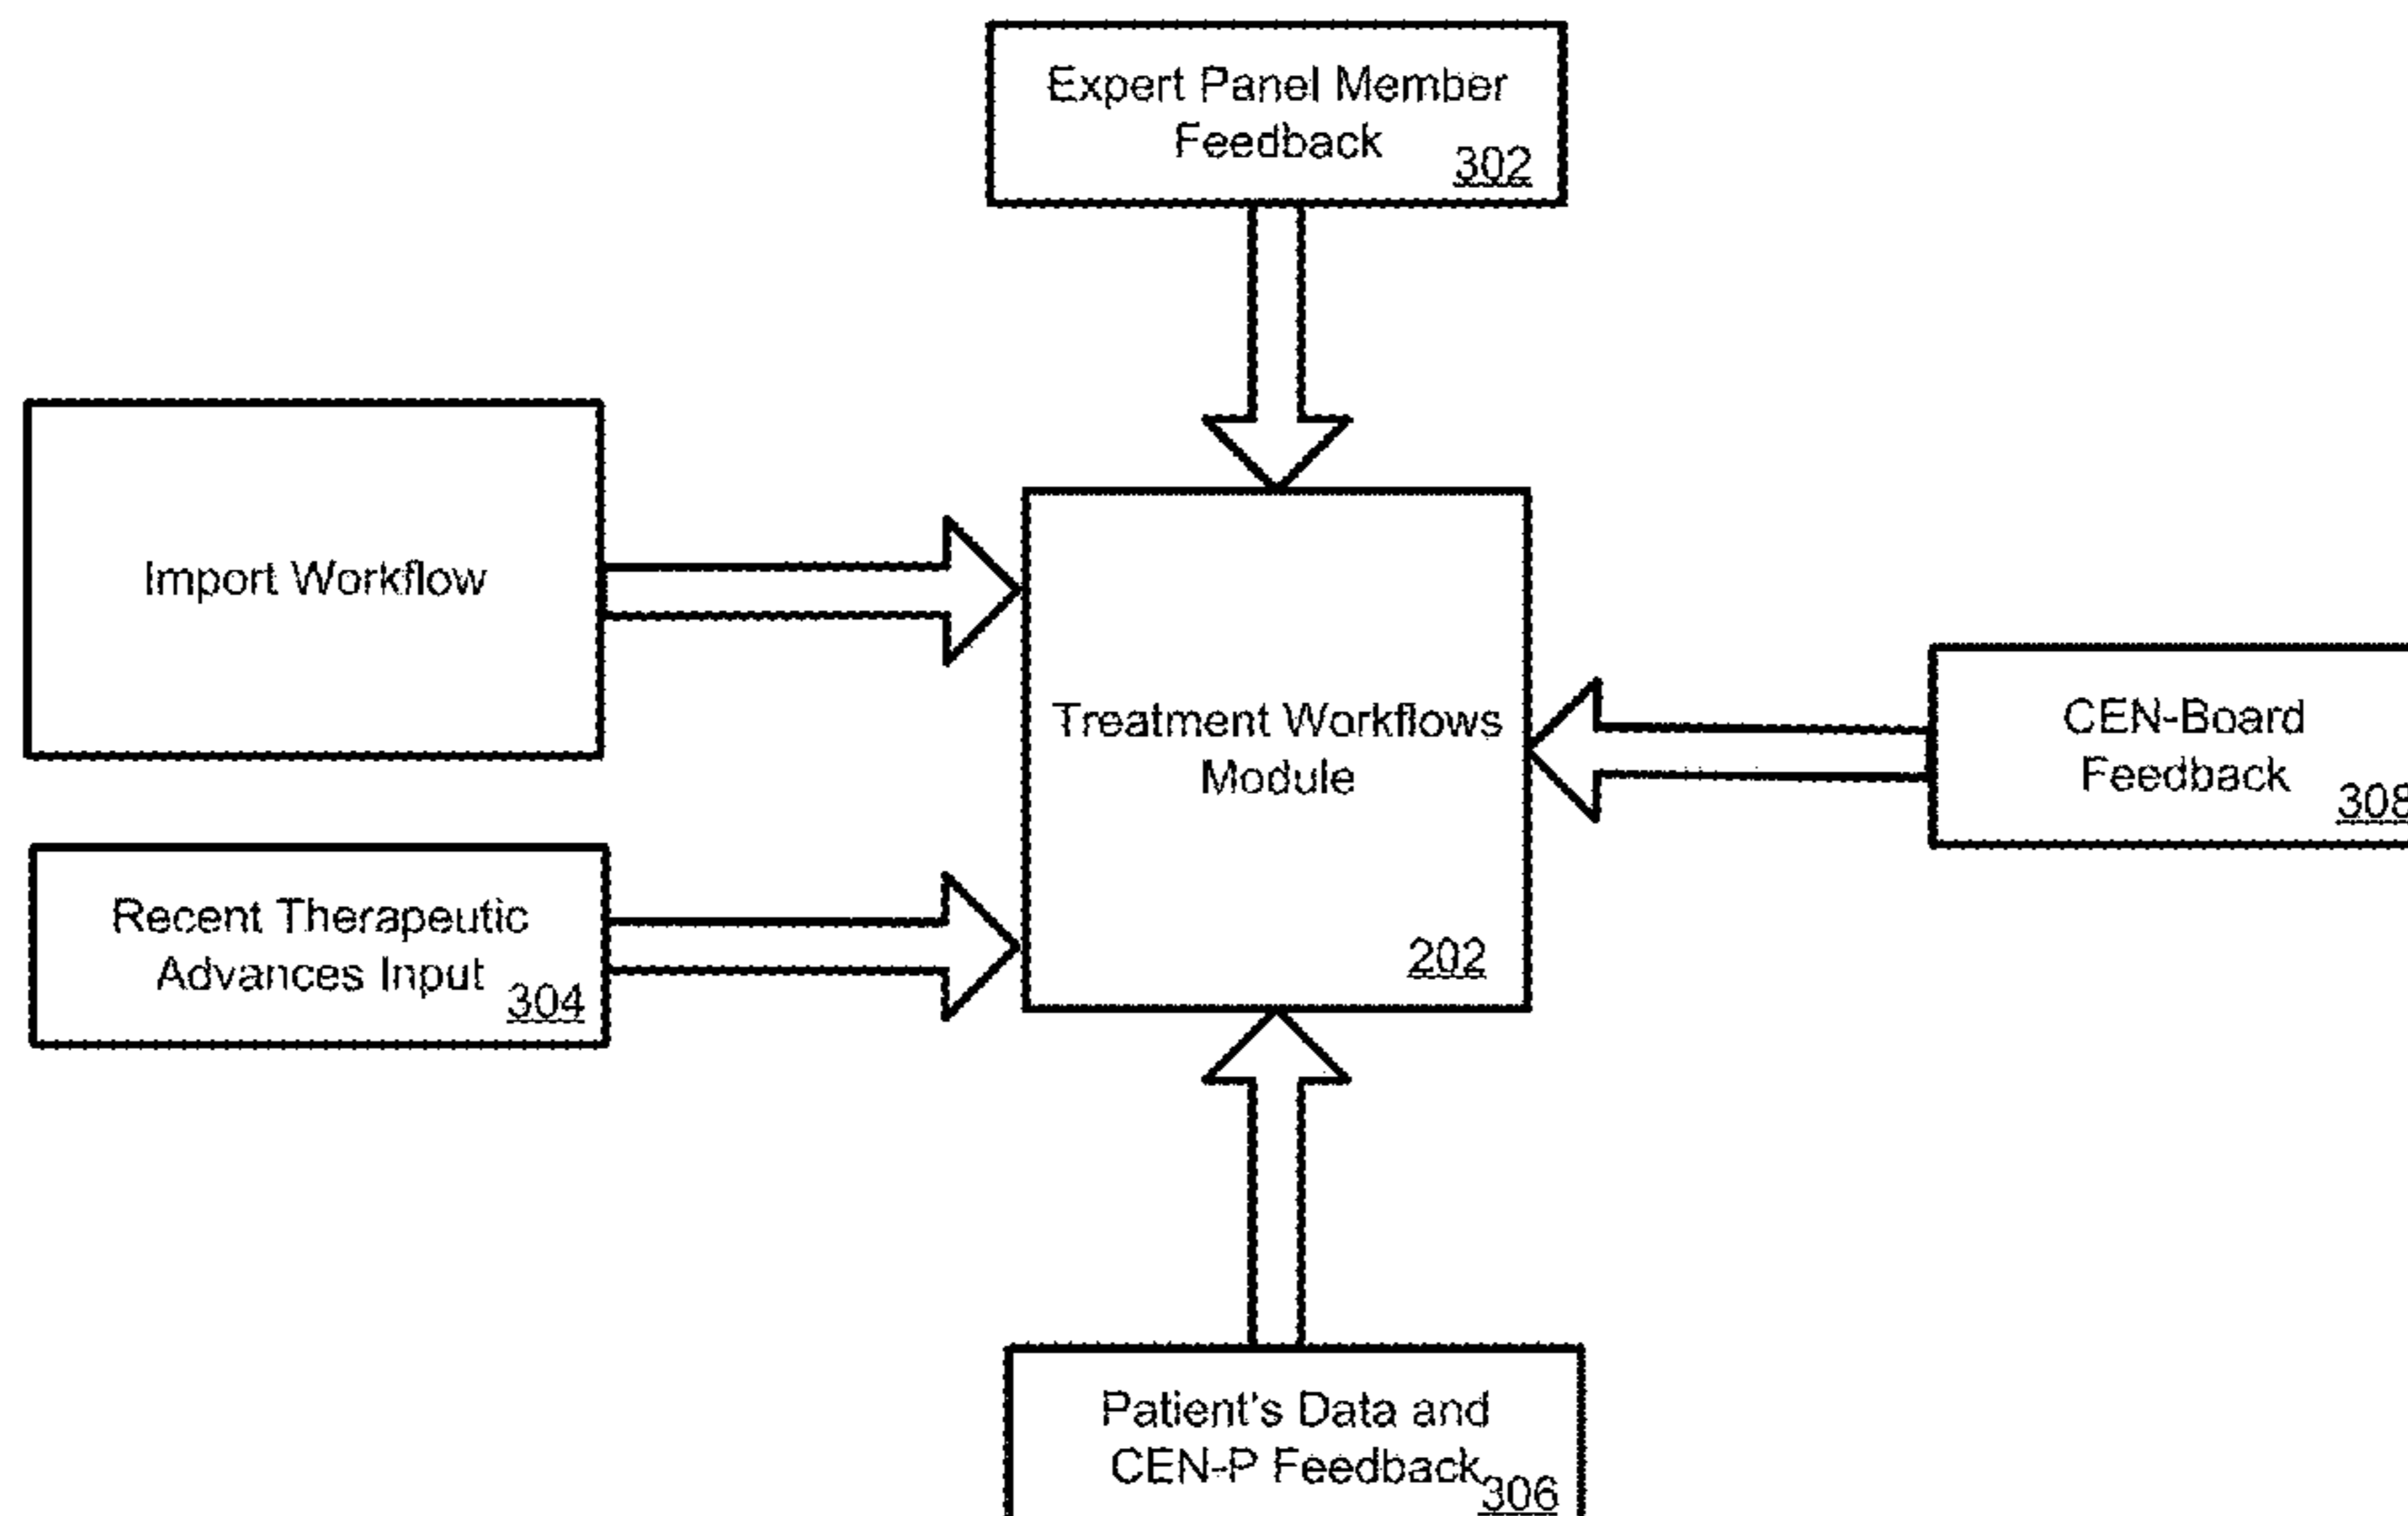 Expert Panel Member
Feedback
302
Import Workflow
Treatment Workflows
Module
202
CEN-Board
Feedback
308
Recent Therapeutic
Advances Input
304
Patient's Data and
CEN-P Feedback
306